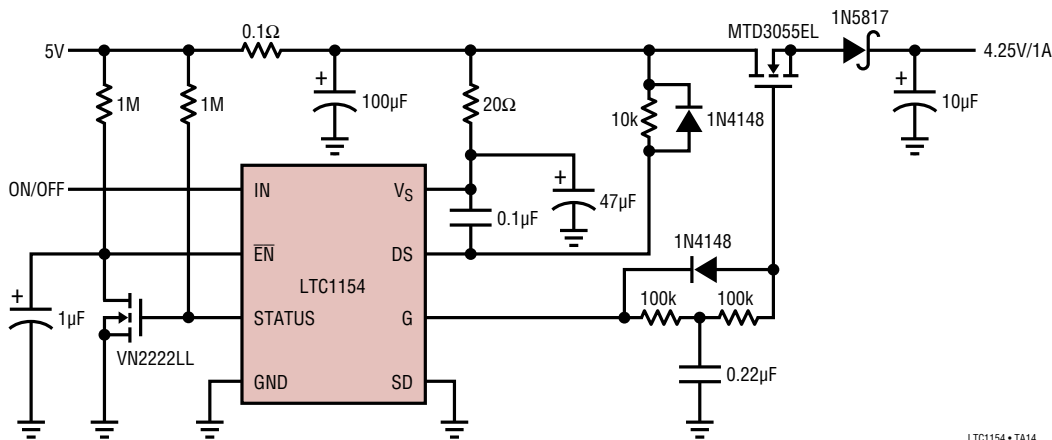 1N5817
0.1Ω
MTD3055EL
5V
4.25V/1A
+
+
1M
1M
100µF
20Ω
10k
1N4148
10µF
ON/OFF
IN
VS
+
47µF
0.1µF
EN
DS
1N4148
LTC1154
+
1µF
STATUS
G
100k
100k
VN2222LL
GND
SD
0.22µF
LTC1154 • TA14